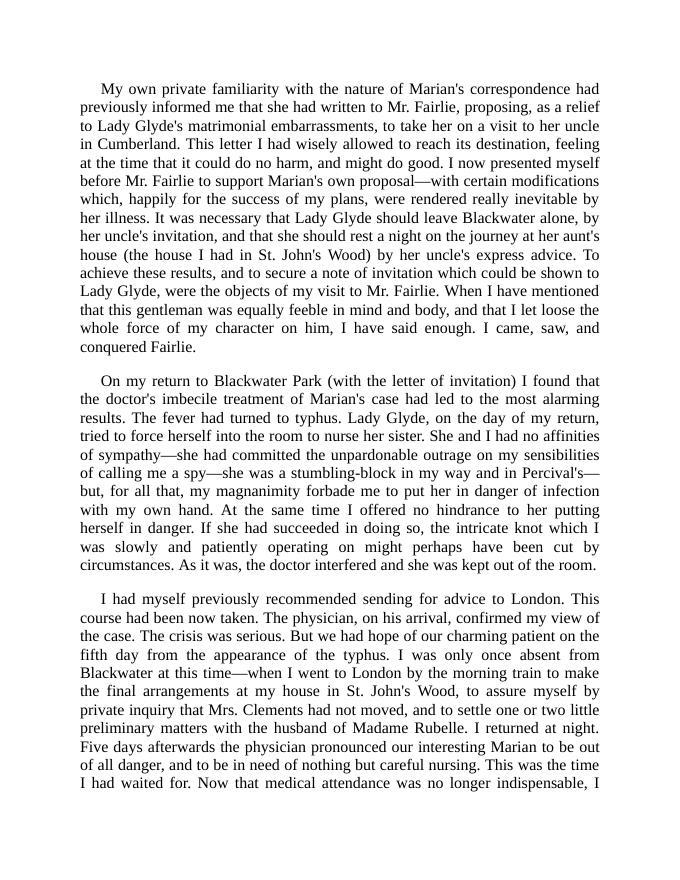 My own private familiarity with the nature of Marian's correspondence had
previously informed me that she had written to Mr. Fairlie, proposing, as a relief
to Lady Glyde's matrimonial embarrassments, to take her on a visit to her uncle
in Cumberland. This letter I had wisely allowed to reach its destination, feeling
at the time that it could do no harm, and might do good. I now presented myself
before Mr. Fairlie to support Marian's own proposal—with certain modifications
which, happily for the success of my plans, were rendered really inevitable by
her illness. It was necessary that Lady Glyde should leave Blackwater alone, by
her uncle's invitation, and that she should rest a night on the journey at her aunt's
house (the house I had in St. John's Wood) by her uncle's express advice. To
achieve these results, and to secure a note of invitation which could be shown to
Lady Glyde, were the objects of my visit to Mr. Fairlie. When I have mentioned
that this gentleman was equally feeble in mind and body, and that I let loose the
whole force of my character on him, I have said enough. I came, saw, and
conquered Fairlie.
On my return to Blackwater Park (with the letter of invitation) I found that
the doctor's imbecile treatment of Marian's case had led to the most alarming
results. The fever had turned to typhus. Lady Glyde, on the day of my return,
tried to force herself into the room to nurse her sister. She and I had no affinities
of sympathy—she had committed the unpardonable outrage on my sensibilities
of calling me a spy—she was a stumbling-block in my way and in Percival's—
but, for all that, my magnanimity forbade me to put her in danger of infection
with my own hand. At the same time I offered no hindrance to her putting
herself in danger. If she had succeeded in doing so, the intricate knot which I
was slowly and patiently operating on might perhaps have been cut by
circumstances. As it was, the doctor interfered and she was kept out of the room.
I had myself previously recommended sending for advice to London. This
course had been now taken. The physician, on his arrival, confirmed my view of
the case. The crisis was serious. But we had hope of our charming patient on the
fifth day from the appearance of the typhus. I was only once absent from
Blackwater at this time—when I went to London by the morning train to make
the final arrangements at my house in St. John's Wood, to assure myself by
private inquiry that Mrs. Clements had not moved, and to settle one or two little
preliminary matters with the husband of Madame Rubelle. I returned at night.
Five days afterwards the physician pronounced our interesting Marian to be out
of all danger, and to be in need of nothing but careful nursing. This was the time
I had waited for. Now that medical attendance was no longer indispensable, I